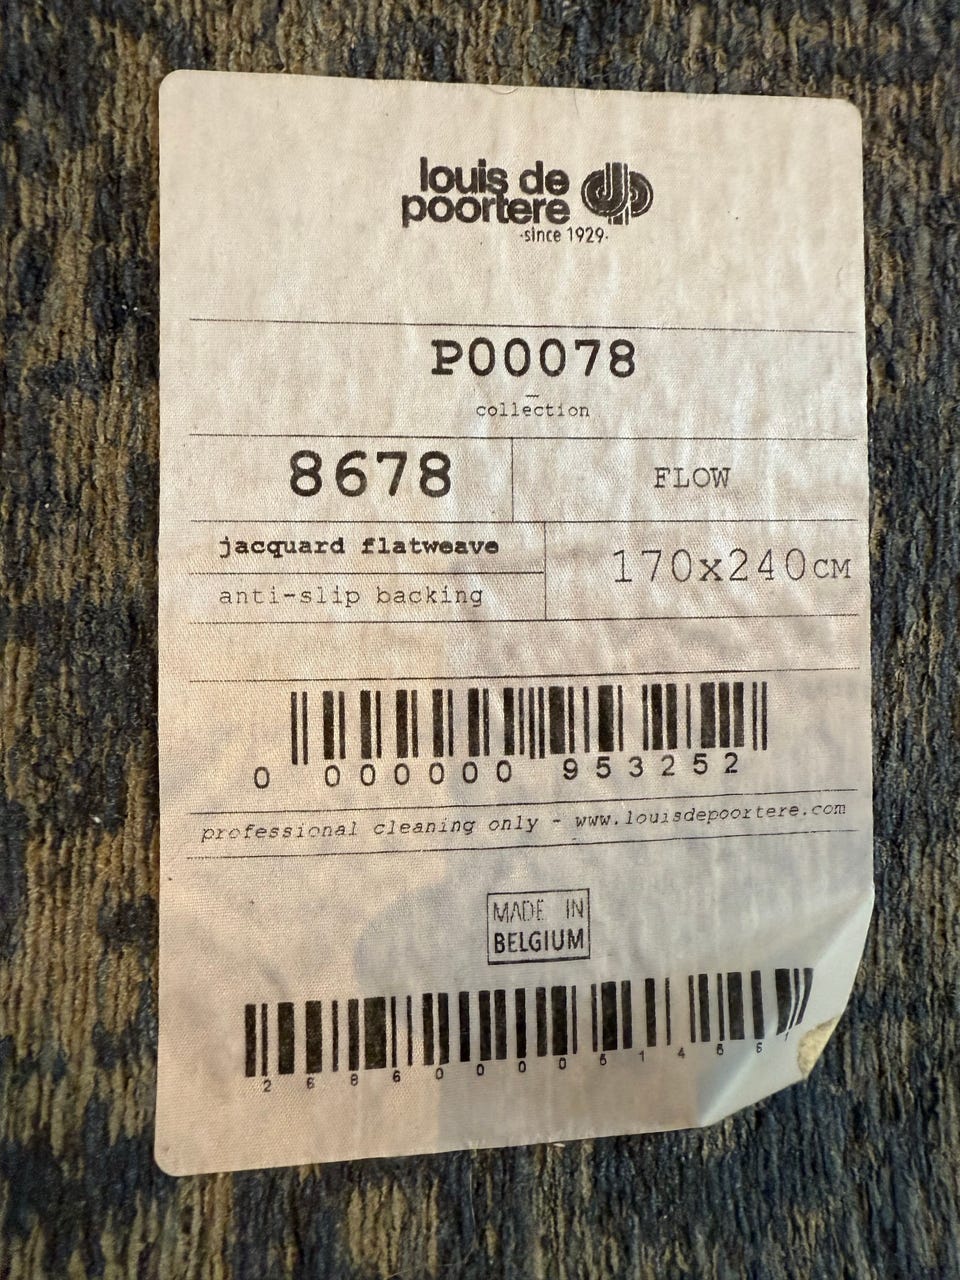 louis de
poortere
·since 1929·
P00078
collection
8678
FLOW
jacquard flatweave
170x240CM
anti-slip backing
0 000000 953252
professional cleaning only - www.louisdepoortere.com
MADE IN
BELGIUM